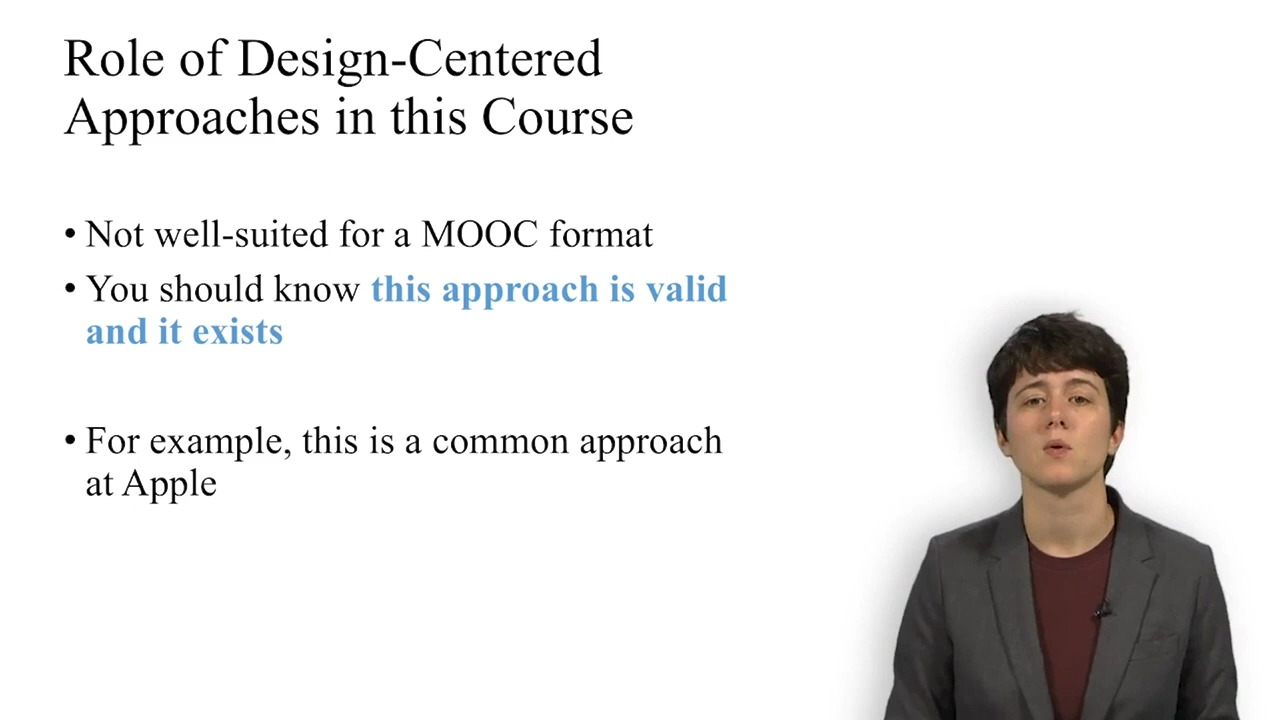 Role of Design-Centered
Approaches in this Course
• Not well-suited for a MOOC format
• You should know this approach is valid
and it exists
• For example, this is a common approach
at Apple